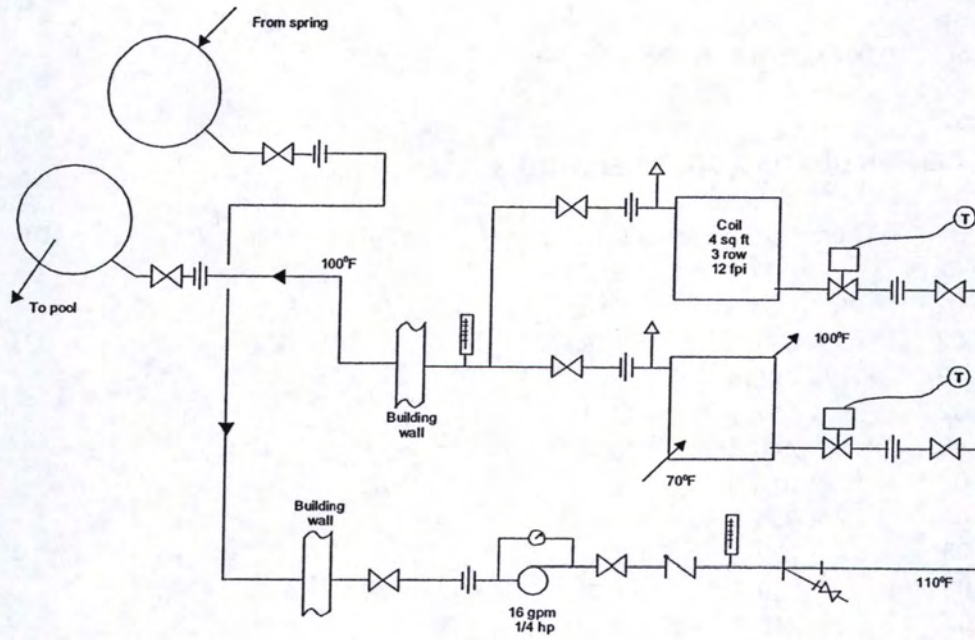 From spring
To pool
100°F
Coil
4 sq ft
3 row
12 fpi
T
Building
wall
100°F
T
70°F
Building
wall
16 gpm
1/4 hp
110°F